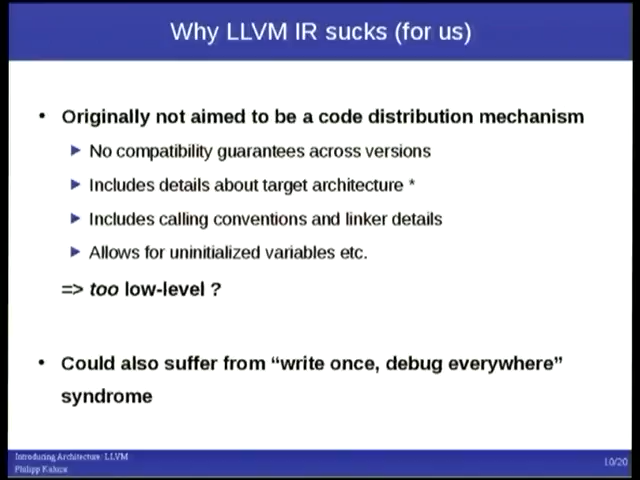 Why LLVM IR sucks (for us)
• Originally not aimed to be a code distribution mechanism
► No compatibility guarantees across versions
► Includes details about target architecture *
► Includes calling conventions and linker details
► Allows for uninitialized variables etc.
=> too low-level ?
• Could also suffer from “write once, debug everywhere”
syndrome
Introducing Architecture: LLVM
Philipp
10/20